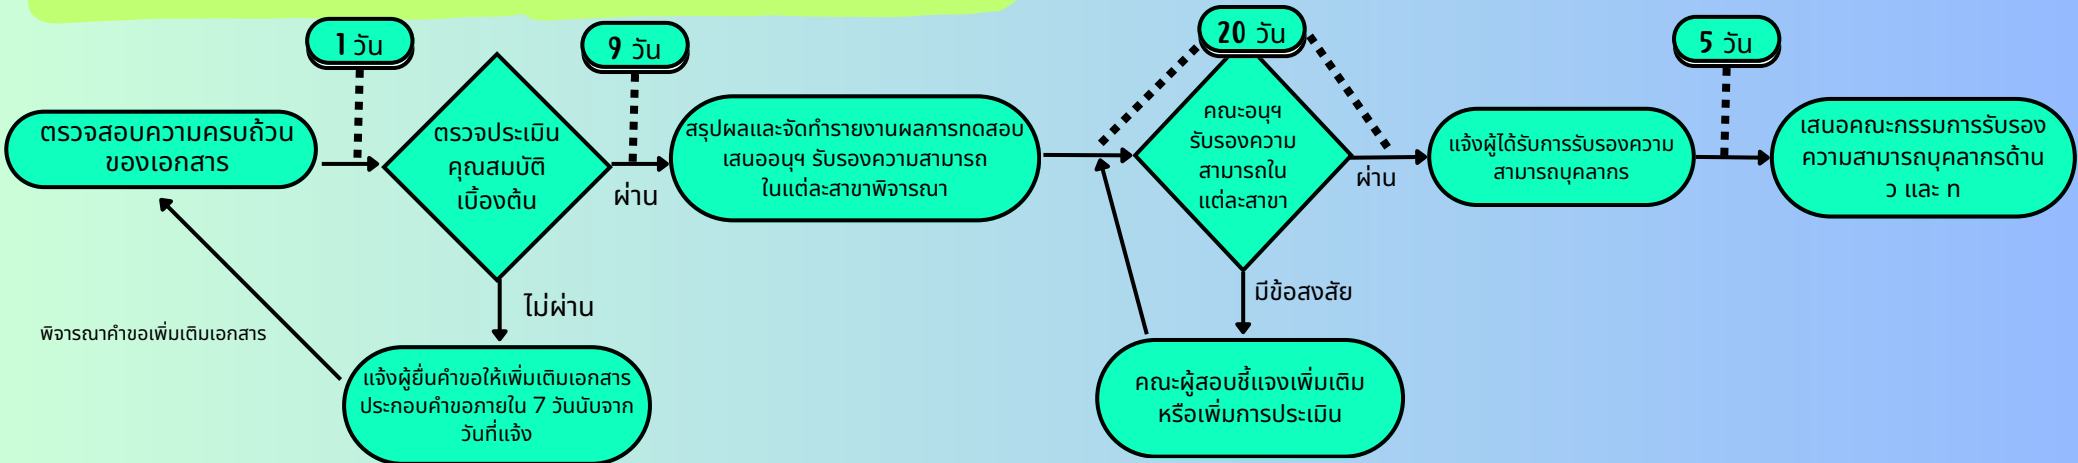 1 วัน
ตรวจสอบความครบถ้วน
ของเอกสาร
9 วัน
ตรวจประเมิน
คุณสมบัติ
เบื้องต้น
ผ่าน
ไม่ผ่าน
พิจารณาคำขอเพิ่มเติมเอกสาร
แจ้งผู้ยื่นคำขอให้เพิ่มเติมเอกสาร
ประกอบคำขอภายใน 7 วันนับจาก
วันที่แจ้ง
สรุปผลและจัดทำรายงานผลการทดสอบ
เสนออนุฯ รับรองความสามารถ
ในแต่ละสาขาพิจารณา
20 วัน
คณะอนุฯ
รับรองความ
สามารถใน
แต่ละสาขา
ผ่าน
มีข้อสงสัย
คณะผู้สอบชี้แจงเพิ่มเติม
หรือเพิ่มการประเมิน
แจ้งผู้ได้รับการรับรองความ
สามารถบุคลากร
5 วัน
เสนอคณะกรรมการรับรอง
ความสามารถบุคลากรด้าน
ว และ ท